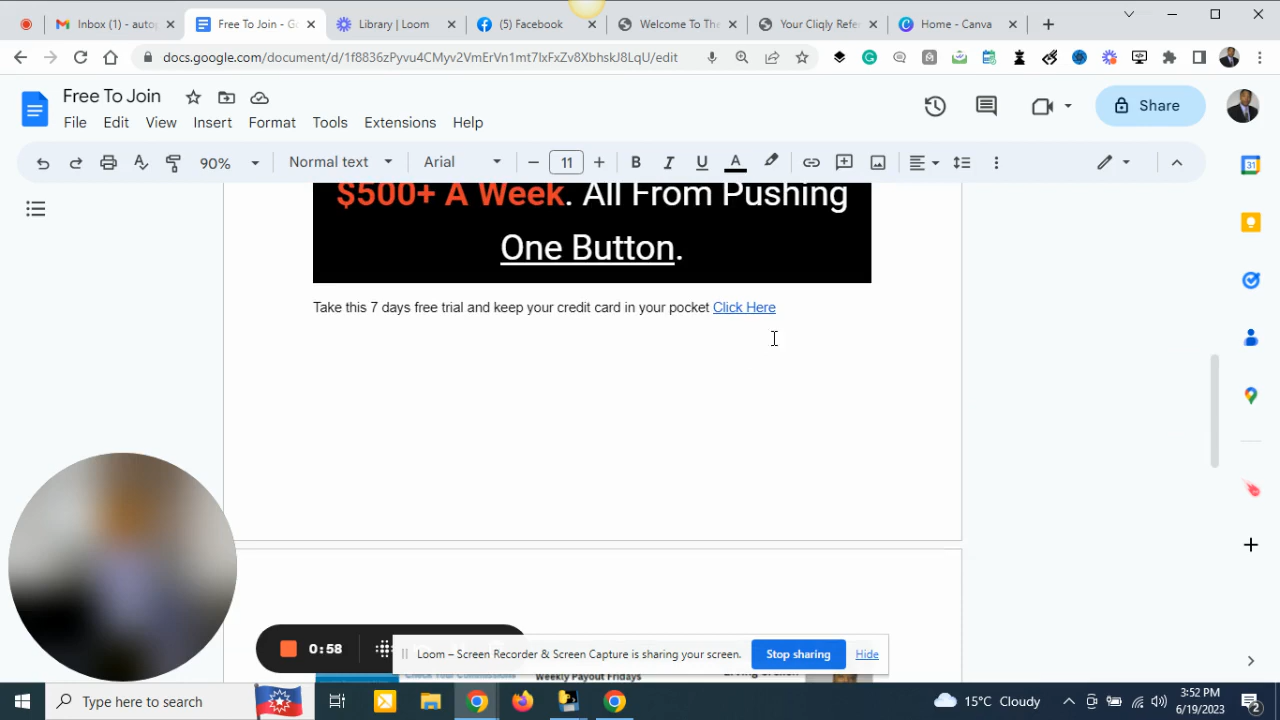 Inbox (1) - autop
Free To Join - Go
Library | Loom
(5) Facebook
Welcome To The
Your Cliqly Refer
Home - Canva
docs.google.com/document/d/1f8836zPyvv4CMyv2VmErVn1mt7lxFxZv8XbhskJ8LqU/edit
Free To Join
File Edit View Insert Format Tools Extensions Help
Share
90% Normal text Arial 11 B I U A
$500+ A Week. All From Pushing
One Button.
Take this 7 days free trial and keep your credit card in your pocket Click Here
0:58
Loom – Screen Recorder & Screen Capture is sharing your screen.
Stop sharing
Hide
Weekly Payout Fridays
Type here to search
15°C Cloudy
3:52 PM
6/19/2023
2